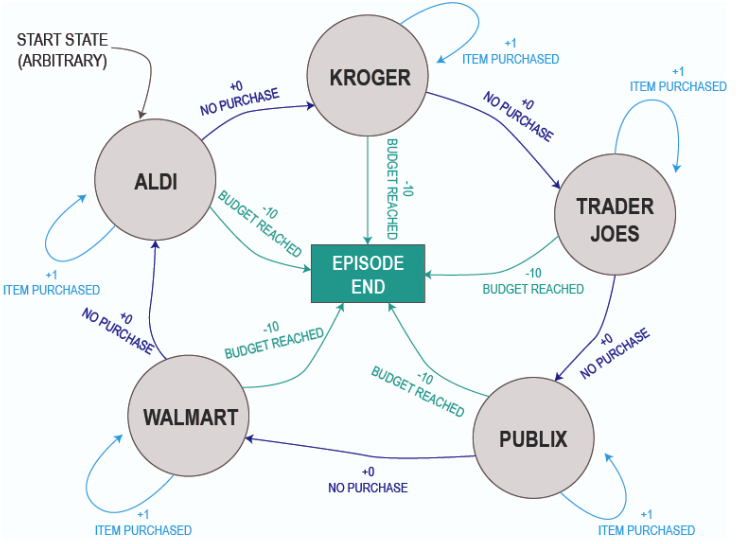 START STATE
(ARBITRARY)
+0
NO PURCHASE
KROGER
+1
ITEM PURCHASED
+0
NO PURCHASE
+1
ITEM PURCHASED
ALDI
-10
BUDGET REACHED
-10
BUDGET REACHED
TRADER
JOES
EPISODE
END
-10
BUDGET REACHED
+1
ITEM PURCHASED
+0
NO PURCHASE
-10
BUDGET REACHED
+0
NO PURCHASE
-10
BUDGET REACHED
WALMART
PUBLIX
+0
NO PURCHASE
+1
ITEM PURCHASED
+1
ITEM PURCHASED